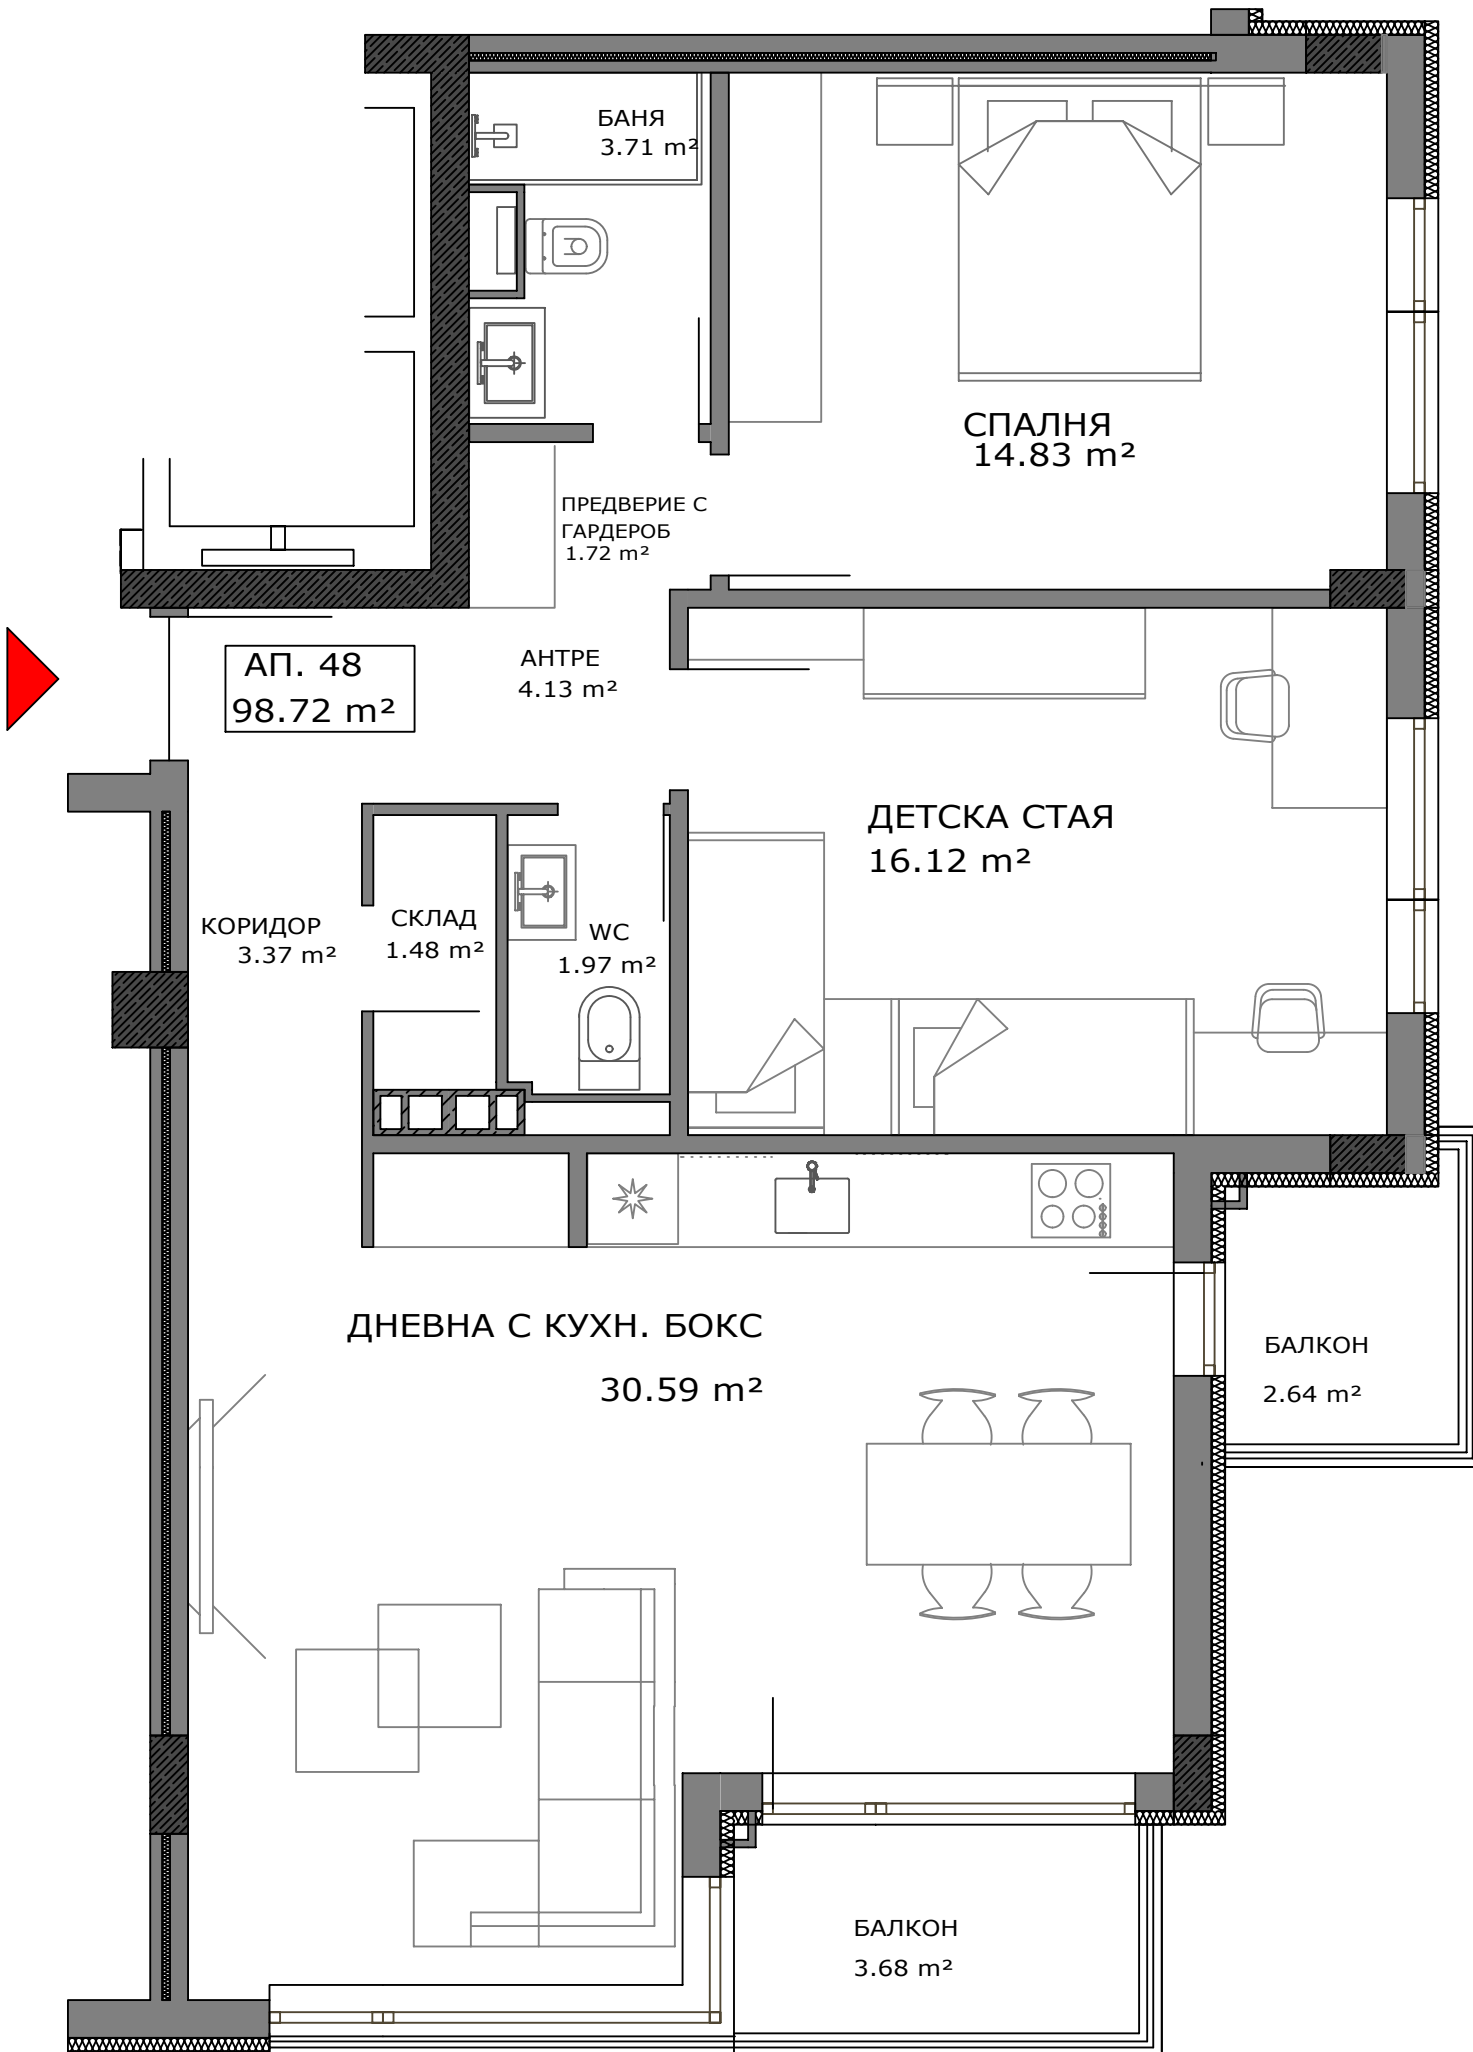 БАНЯ
3.71 m²
СПАЛНЯ
14.83 m²
ПРЕДВЕРИЕ С
ГАРДЕРОБ
1.72 m²
АП. 48
98.72 m²
АНТРЕ
4.13 m²
ДЕТСКА СТАЯ
16.12 m²
КОРИДОР
3.37 m²
СКЛАД
1.48 m²
WC
1.97 m²
ДНЕВНА С КУХН. БОКС
30.59 m²
БАЛКОН
2.64 m²
БАЛКОН
3.68 m²